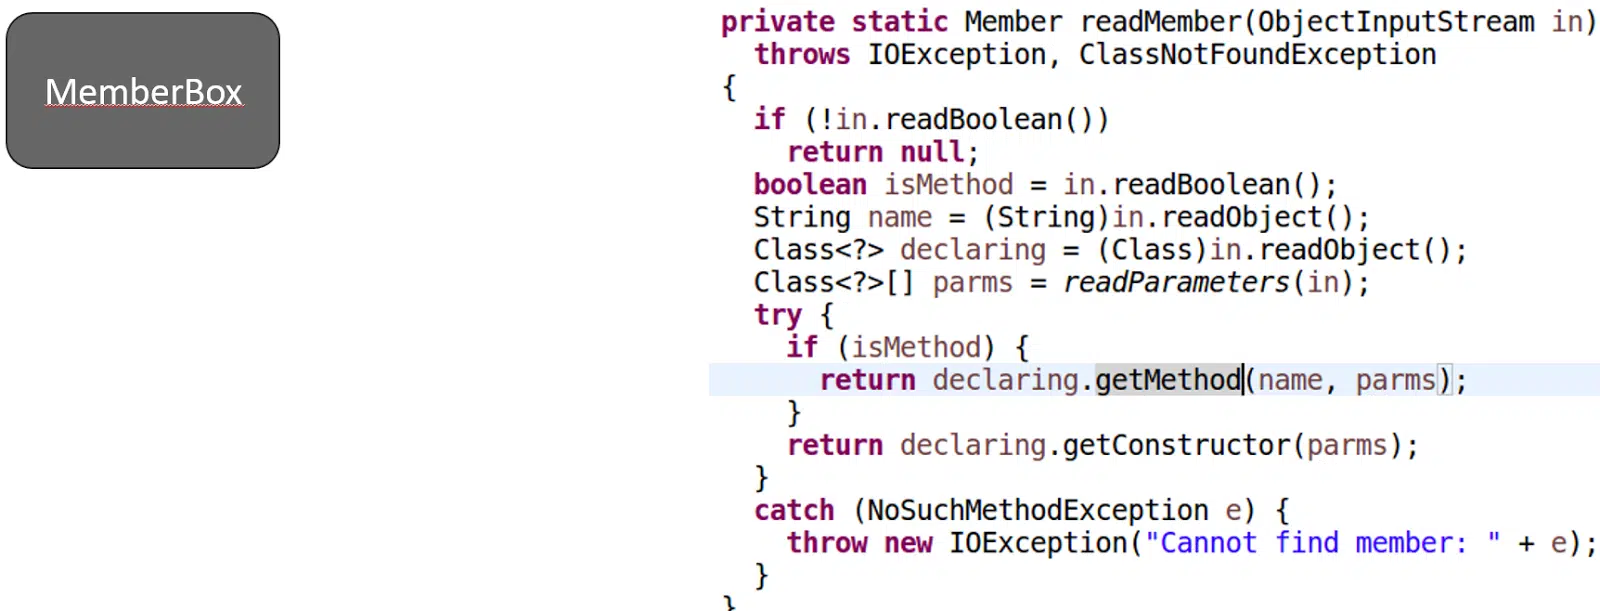 MemberBox
private static Member readMember(ObjectInputStream in)
  throws IOException, ClassNotFoundException
{
  if (!in.readBoolean())
    return null;
  boolean isMethod = in.readBoolean();
  String name = (String)in.readObject();
  Class<?> declaring = (Class)in.readObject();
  Class<?>[] parms = readParameters(in);
  try {
    if (isMethod) {
      return declaring.getMethod(name, parms);
    }
    return declaring.getConstructor(parms);
  }
  catch (NoSuchMethodException e) {
    throw new IOException("Cannot find member: " + e);
  }
}